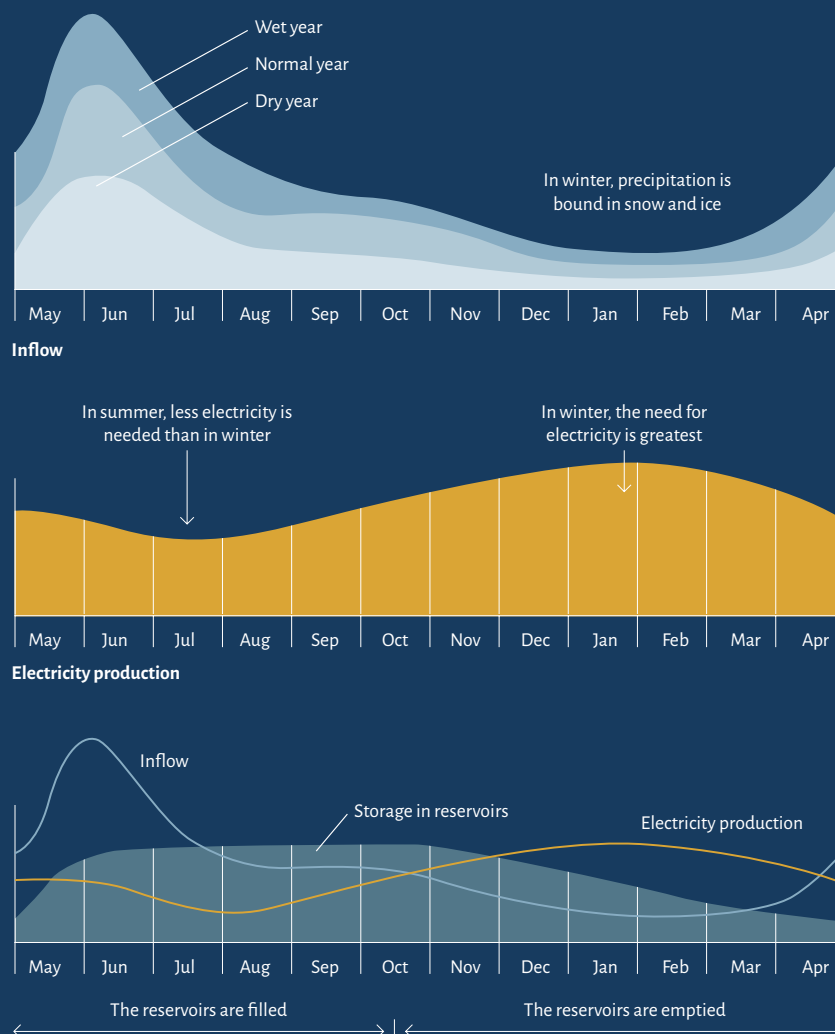 Wet year
Normal year
Dry year
In winter, precipitation is
bound in snow and ice
May Jun Jul Aug Sep Oct Nov Dec Jan Feb Mar Apr
Inflow
In summer, less electricity is
needed than in winter
In winter, the need for
electricity is greatest
May Jun Jul Aug Sep Oct Nov Dec Jan Feb Mar Apr
Electricity production
Inflow
Storage in reservoirs
Electricity production
May Jun Jul Aug Sep Oct Nov Dec Jan Feb Mar Apr
The reservoirs are filled
The reservoirs are emptied